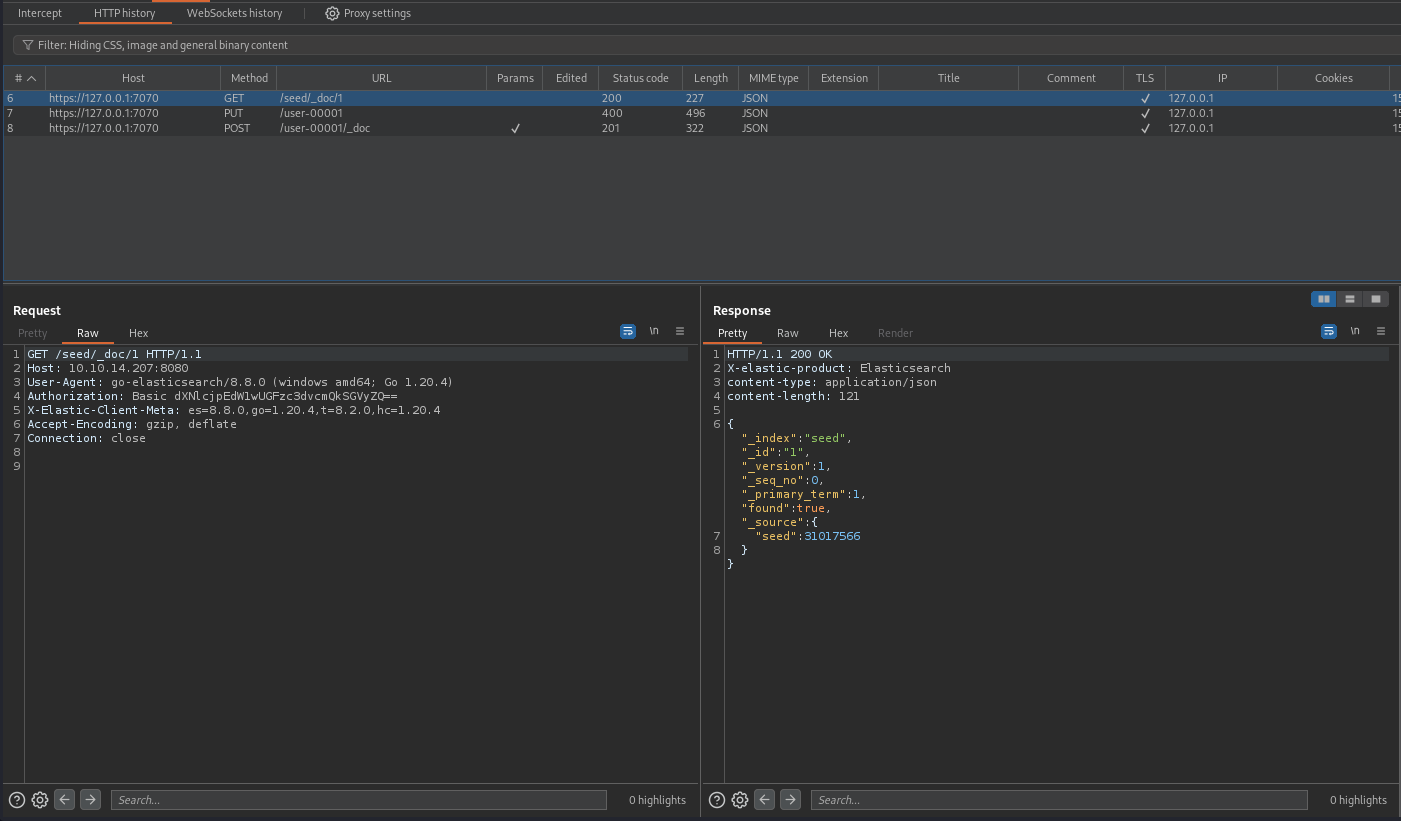 Intercept HTTP history WebSockets history Proxy settings
Filter: Hiding CSS, image and general binary content
# Host Method URL Params Edited Status code Length MIME type Extension Title Comment TLS IP Cookies
6 https://127.0.0.1:7070 GET /seed/_doc/1 200 227 JSON ✓ 127.0.0.1
7 https://127.0.0.1:7070 PUT /user-00001 400 496 JSON ✓ 127.0.0.1
8 https://127.0.0.1:7070 POST /user-00001/_doc ✓ 201 322 JSON ✓ 127.0.0.1
Request
Pretty Raw Hex \n
1 GET /seed/_doc/1 HTTP/1.1
2 Host: 10.10.14.207:8080
3 User-Agent: go-elasticsearch/8.8.0 (windows amd64; Go 1.20.4)
4 Authorization: Basic dXNlcjpEdW1wUGFzc3dvcmQkSGVyZQ==
5 X-Elastic-Client-Meta: es=8.8.0,go=1.20.4,t=8.2.0,hc=1.20.4
6 Accept-Encoding: gzip, deflate
7 Connection: close
8
9
Search...
0 highlights
Response
Pretty Raw Hex Render \n
1 HTTP/1.1 200 OK
2 X-elastic-product: Elasticsearch
3 content-type: application/json
4 content-length: 121
5
6 {
"_index":"seed",
"_id":"1",
"_version":1,
"_seq_no":0,
"_primary_term":1,
"found":true,
"_source":{
7 "seed":31017566
8 }
}
Search...
0 highlights